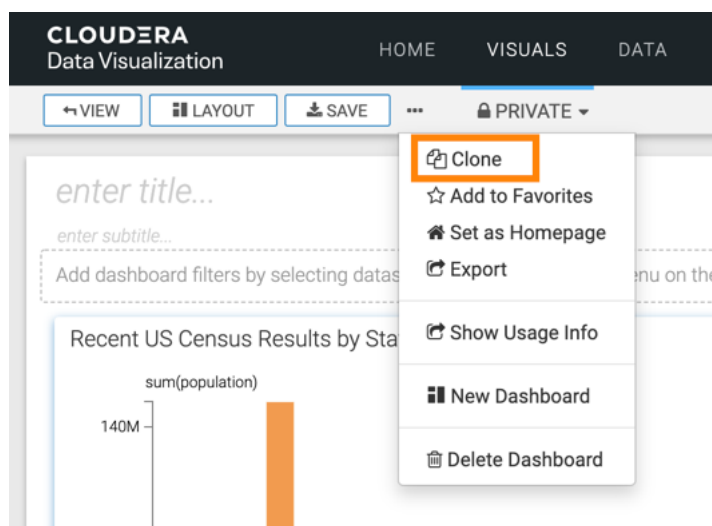 CLOUDERA
Data Visualization
HOME VISUALS DATA
VIEW LAYOUT SAVE ... PRIVATE
Clone
Add to Favorites
Set as Homepage
Export
Show Usage Info
New Dashboard
Delete Dashboard
enter title...
enter subtitle...
Add dashboard filters by selecting datas
enu on the
Recent US Census Results by Sta
sum(population)
140M